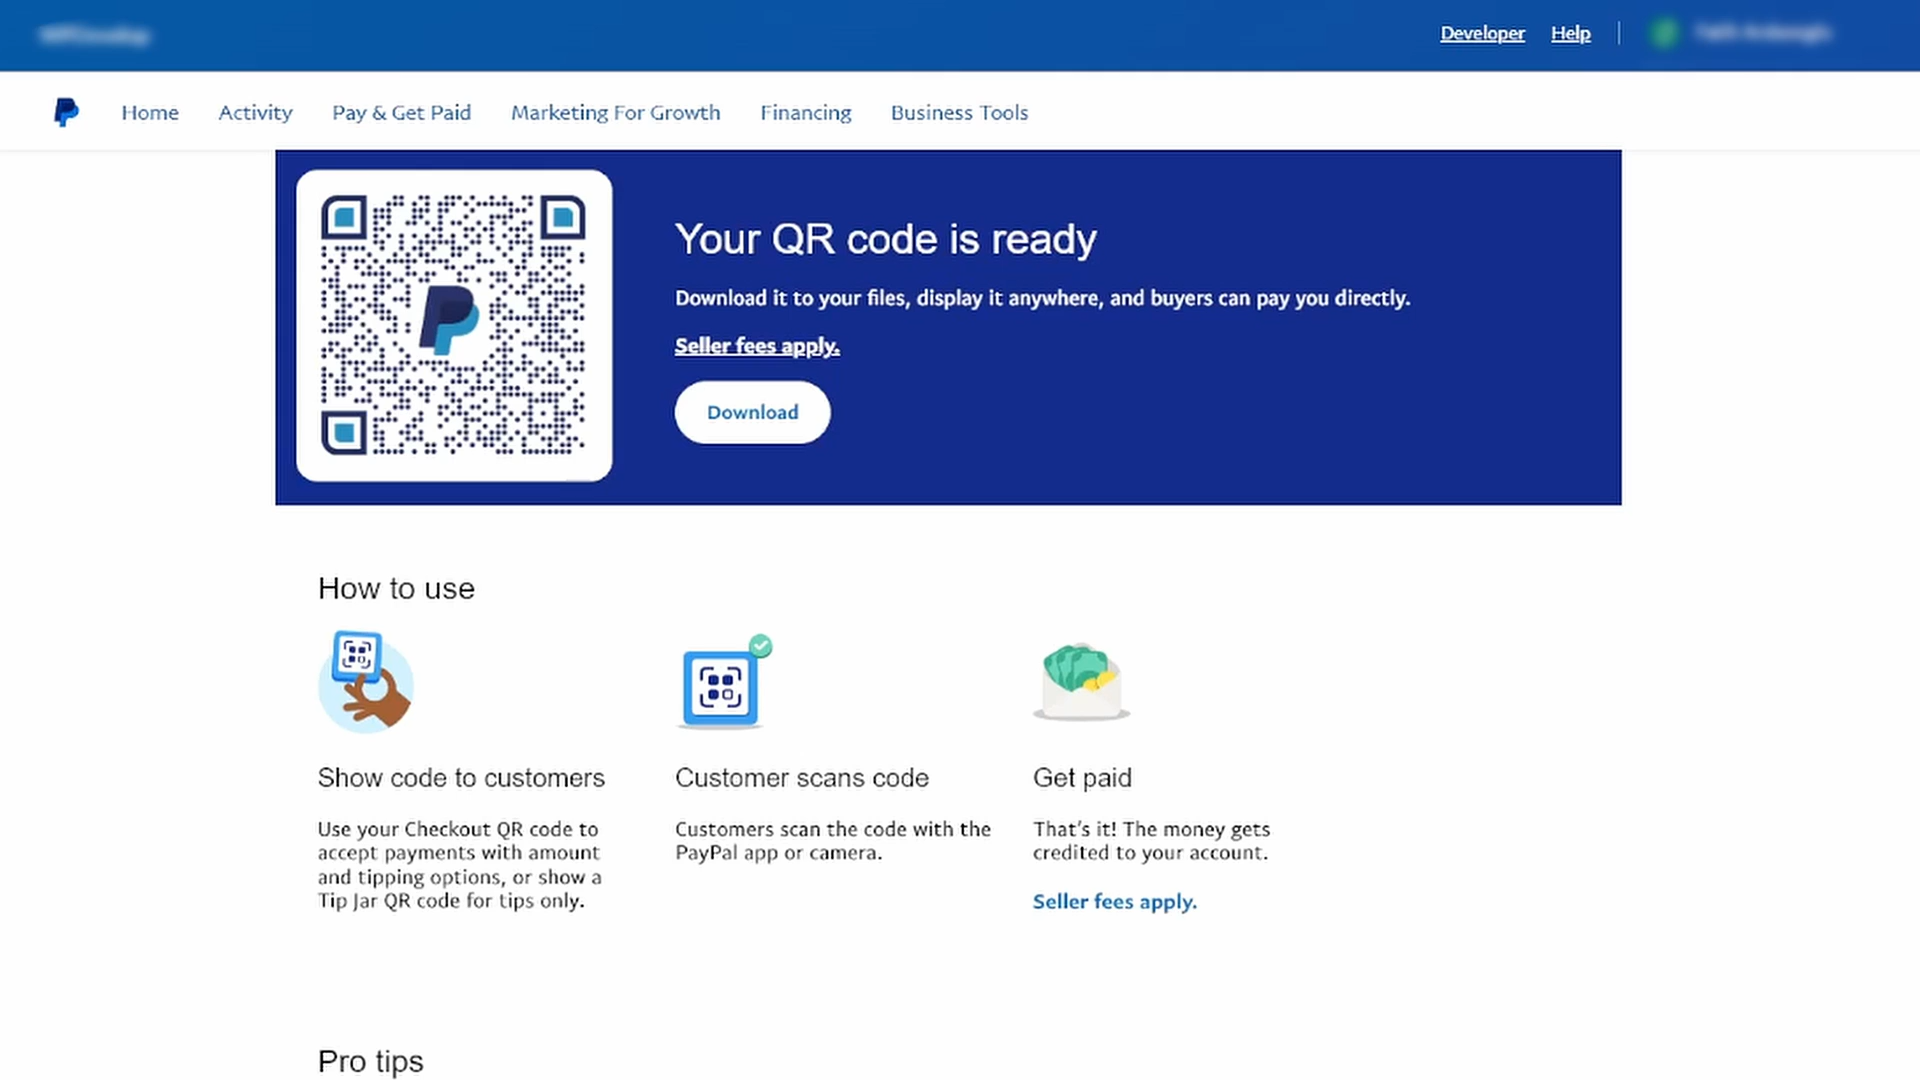 Developer Help
Home Activity Pay & Get Paid Marketing For Growth Financing Business Tools
Your QR code is ready
Download it to your files, display it anywhere, and buyers can pay you directly.
Seller fees apply.
Download
How to use
Show code to customers
Use your Checkout QR code to
accept payments with amount
and tipping options, or show a
Tip Jar QR code for tips only.
Customer scans code
Customers scan the code with the
PayPal app or camera.
Get paid
That's it! The money gets
credited to your account.
Seller fees apply.
Pro tips